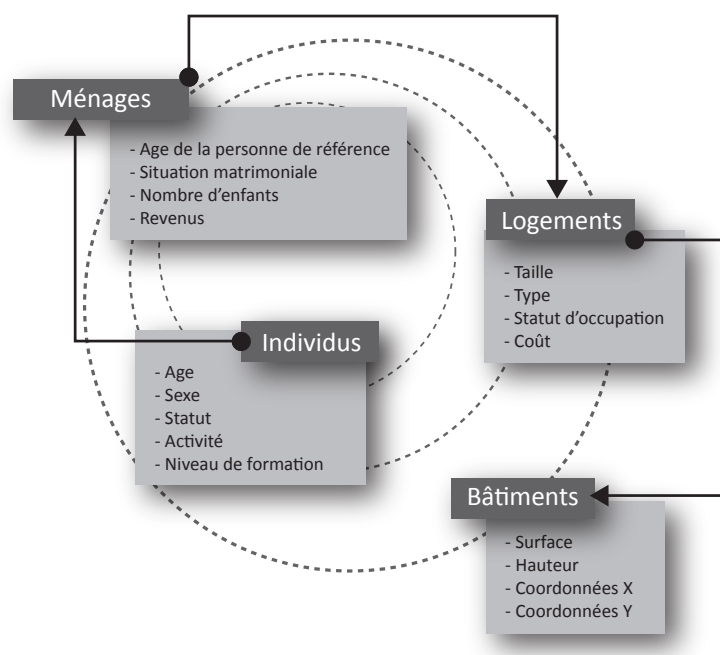 Ménages
- Age de la personne de référence
- Situation matrimoniale
- Nombre d'enfants
- Revenus
Logements
- Taille
- Type
- Statut d'occupation
- Coût
Individus
- Age
- Sexe
- Statut
- Activité
- Niveau de formation
Bâtiments
- Surface
- Hauteur
- Coordonnées X
- Coordonnées Y